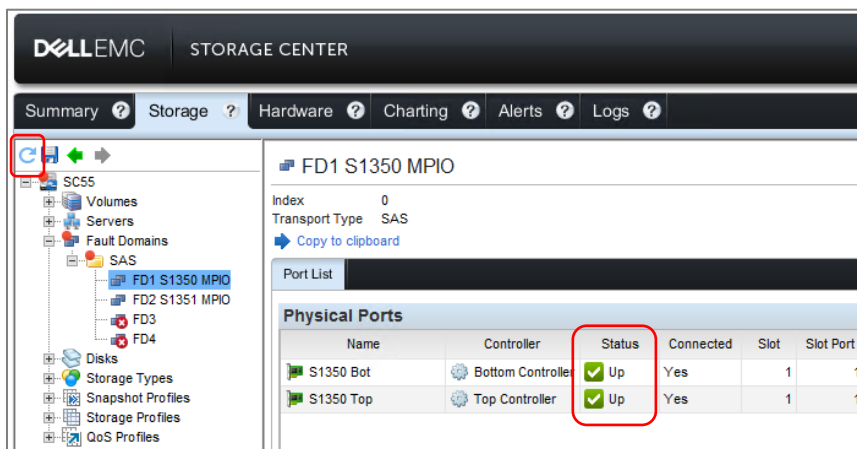 DELLEMC STORAGE CENTER
Summary ? Storage ? Hardware ? Charting ? Alerts ? Logs ?
SC55
Volumes
Servers
Fault Domains
SAS
FD1 S1350 MPIO
FD2 S1351 MPIO
FD3
FD4
Disks
Storage Types
Snapshot Profiles
Storage Profiles
QoS Profiles
FD1 S1350 MPIO
Index 0
Transport Type SAS
Copy to clipboard
Port List
Physical Ports
Name Controller Status Connected Slot Slot Port
S1350 Bot Bottom Controller Up Yes 1 1
S1350 Top Top Controller Up Yes 1 1